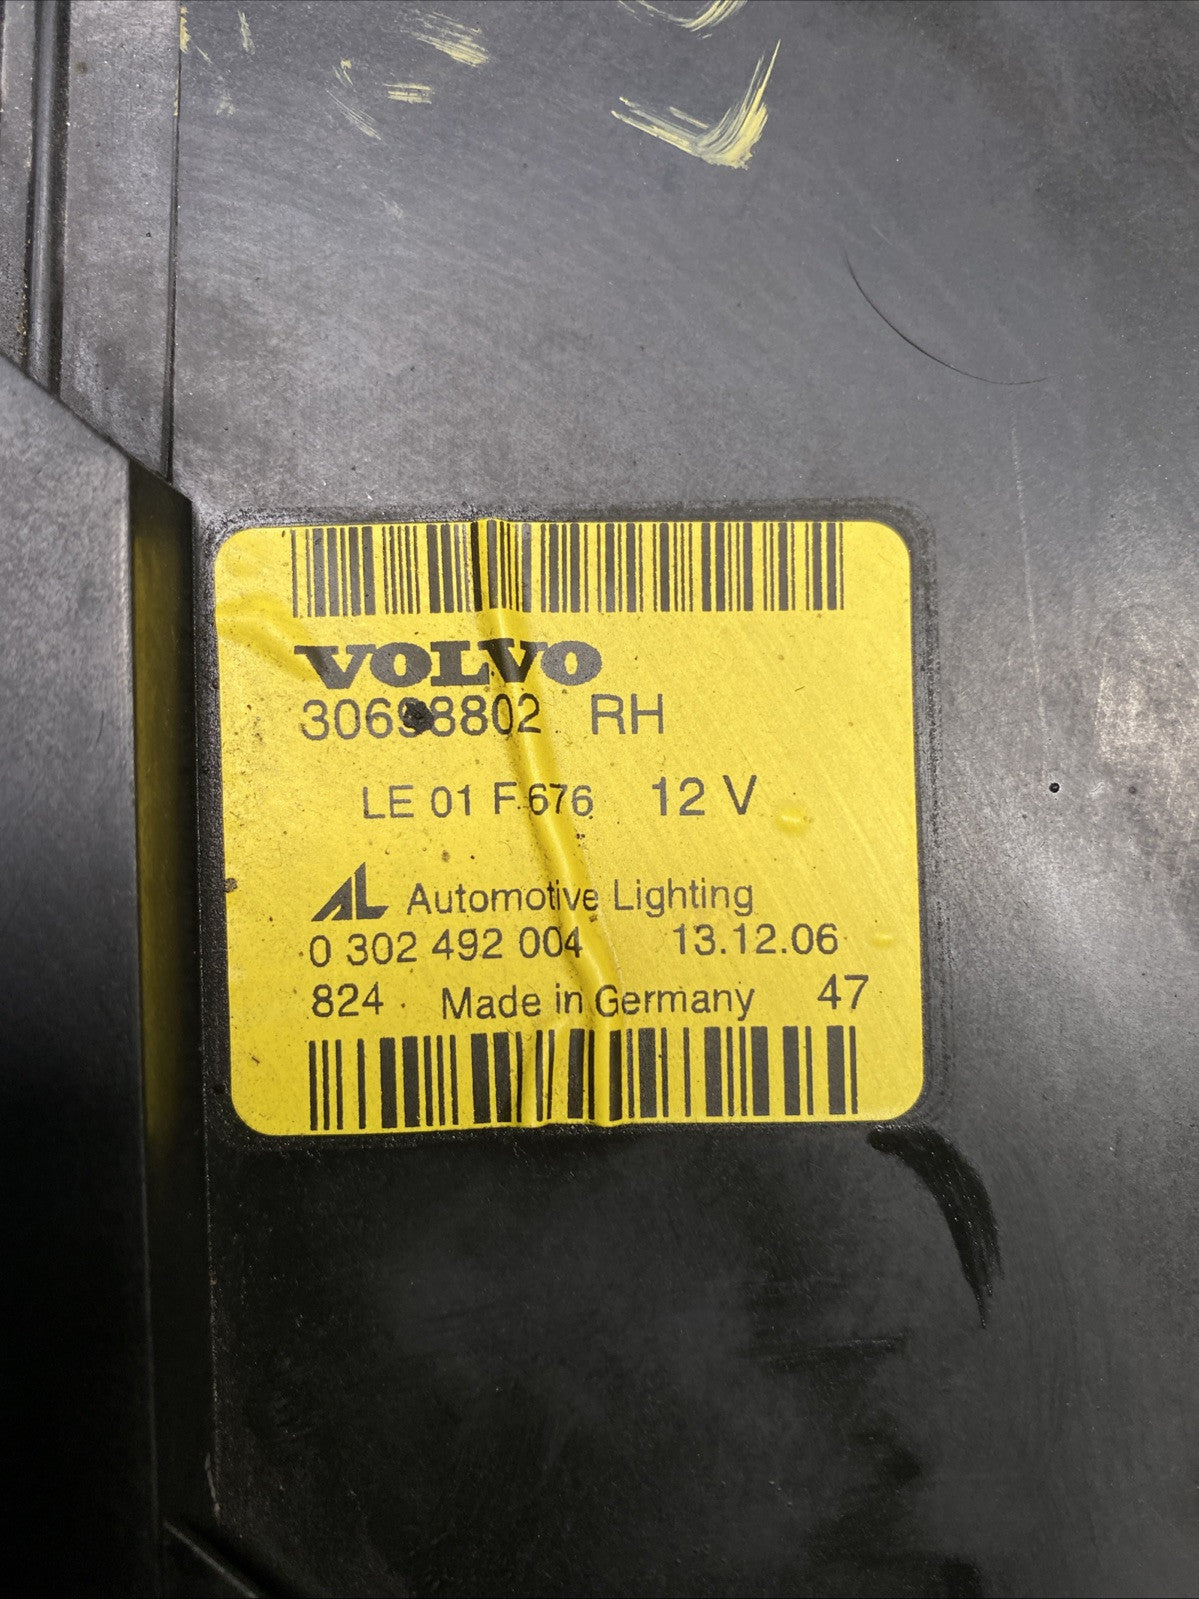 VOLVO
30698802 RH
LE 01 F 676 12 V
AL Automotive Lighting
0 302 492 004 13.12.06
824 Made in Germany 47